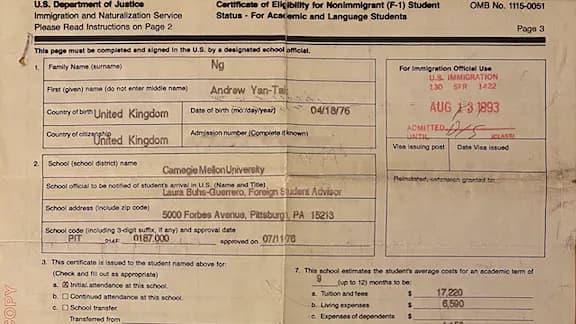 U.S. Department of Justice
Immigration and Naturalization Service
Please Read Instructions on Page 2
Certificate of Eligibility for Nonimmigrant (F-1) Student
Status - For Academic and Language Students
OMB No. 1115-0051
Page 3
This page must be completed and signed in the U.S. by a designated school official.
1. Family Name (surname)
Ng
First (given) name (do not enter middle name)
Andrew Yan-Tak
Country of birth United Kingdom
Date of birth (mo./day/year) 04/18/76
Country of citizenship United Kingdom
Admission number (Complete if known)
For Immigration Official Use
U.S. IMMIGRATION
130 SFR 1422
AUG 13 1893
ADMITTED
UNTIL
(CLASS)
Visa issuing post
Date Visa issued
Reinstated, extension granted to:
2. School (school district) name
Carnegie Mellon University
School official to be notified of student's arrival in U.S. (Name and Title)
Laura Buhs-Guerrero, Foreign Student Advisor
School address (include zip code)
5000 Forbes Avenue, Pittsburgh, PA 15213
School code (including 3-digit suffix, if any) and approval date
PIT 214F 0187.000 approved on 07/11/76
3. This certificate is issued to the student named above for:
(Check and fill out as appropriate)
a. ☒ Initial attendance at this school.
b. ☐ Continued attendance at this school.
c. ☐ School transfer.
Transferred from
7. This school estimates the student's average costs for an academic term of
9 (up to 12) months to be:
a. Tuition and fees $ 17,220
b. Living expenses $ 6,590
c. Expenses of dependents $
COPY